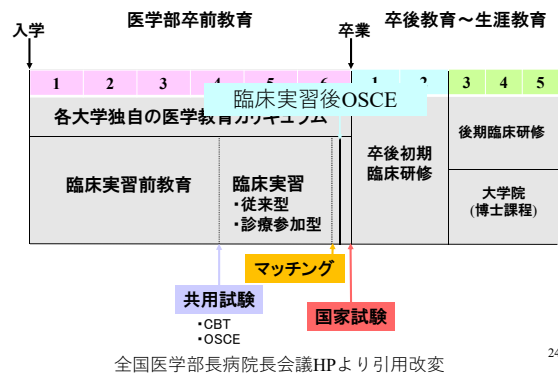 医学部卒前教育
卒後教育～生涯教育
入学
卒業
1 2 3 4 5 6 1 2 3 4 5
臨床実習後OSCE
各大学独自の医学教育カリキュラム
臨床実習前教育
臨床実習
・従来型
・診療参加型
卒後初期
臨床研修
後期臨床研修
大学院
(博士課程)
マッチング
共用試験
・CBT
・OSCE
国家試験
全国医学部長病院長会議HPより引用改変
24